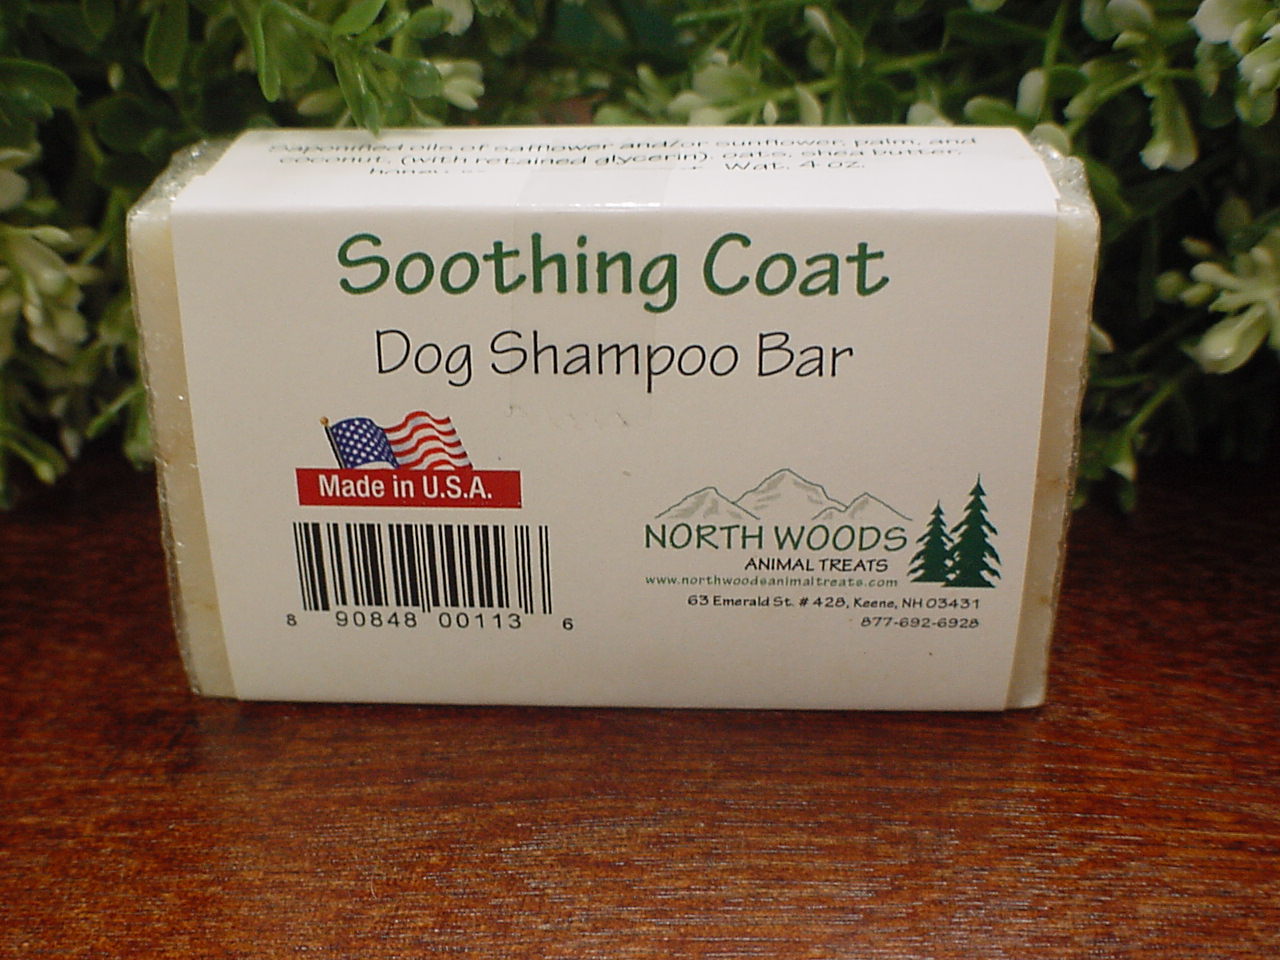 Saponified oils of safflower and/or sunflower, palm, and
coconut, (with retained glycerin), oats, shea butter,
Wgt. 4 oz.
Soothing Coat
Dog Shampoo Bar
Made in U.S.A.
NORTH WOODS
ANIMAL TREATS
www.northwoodsanimaltreats.com
63 Emerald St. # 428, Keene, NH 03431
877-692-6928
8 90848 00113 6